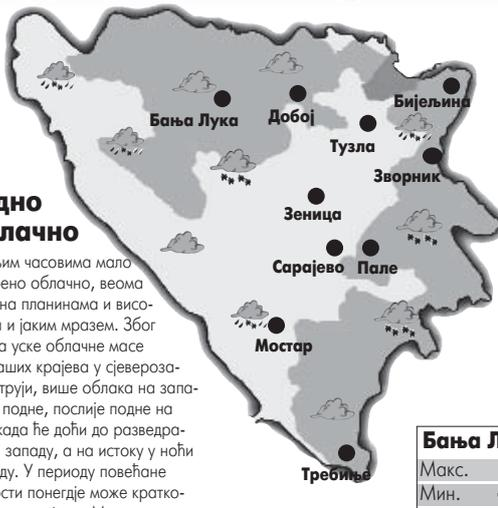 Бања Лука
Добој
Бијељина
Тузла
Зворник
Зеница
Сарајево
Пале
Мостар
Требиње
дно
лачно
им часовима мало
ено облачно, веома
на планинама и висо-
а и јаким мразем. Због
а уске облачне масе
аших крајева у сјевероза-
труји, више облака на запа-
подне, послије подне на
када ће доћи до разведра-
западу, а на истоку у ноћи
ду. У периоду повећане
сти понегдје може кратко-
Бања Л
Макс.
Мин.